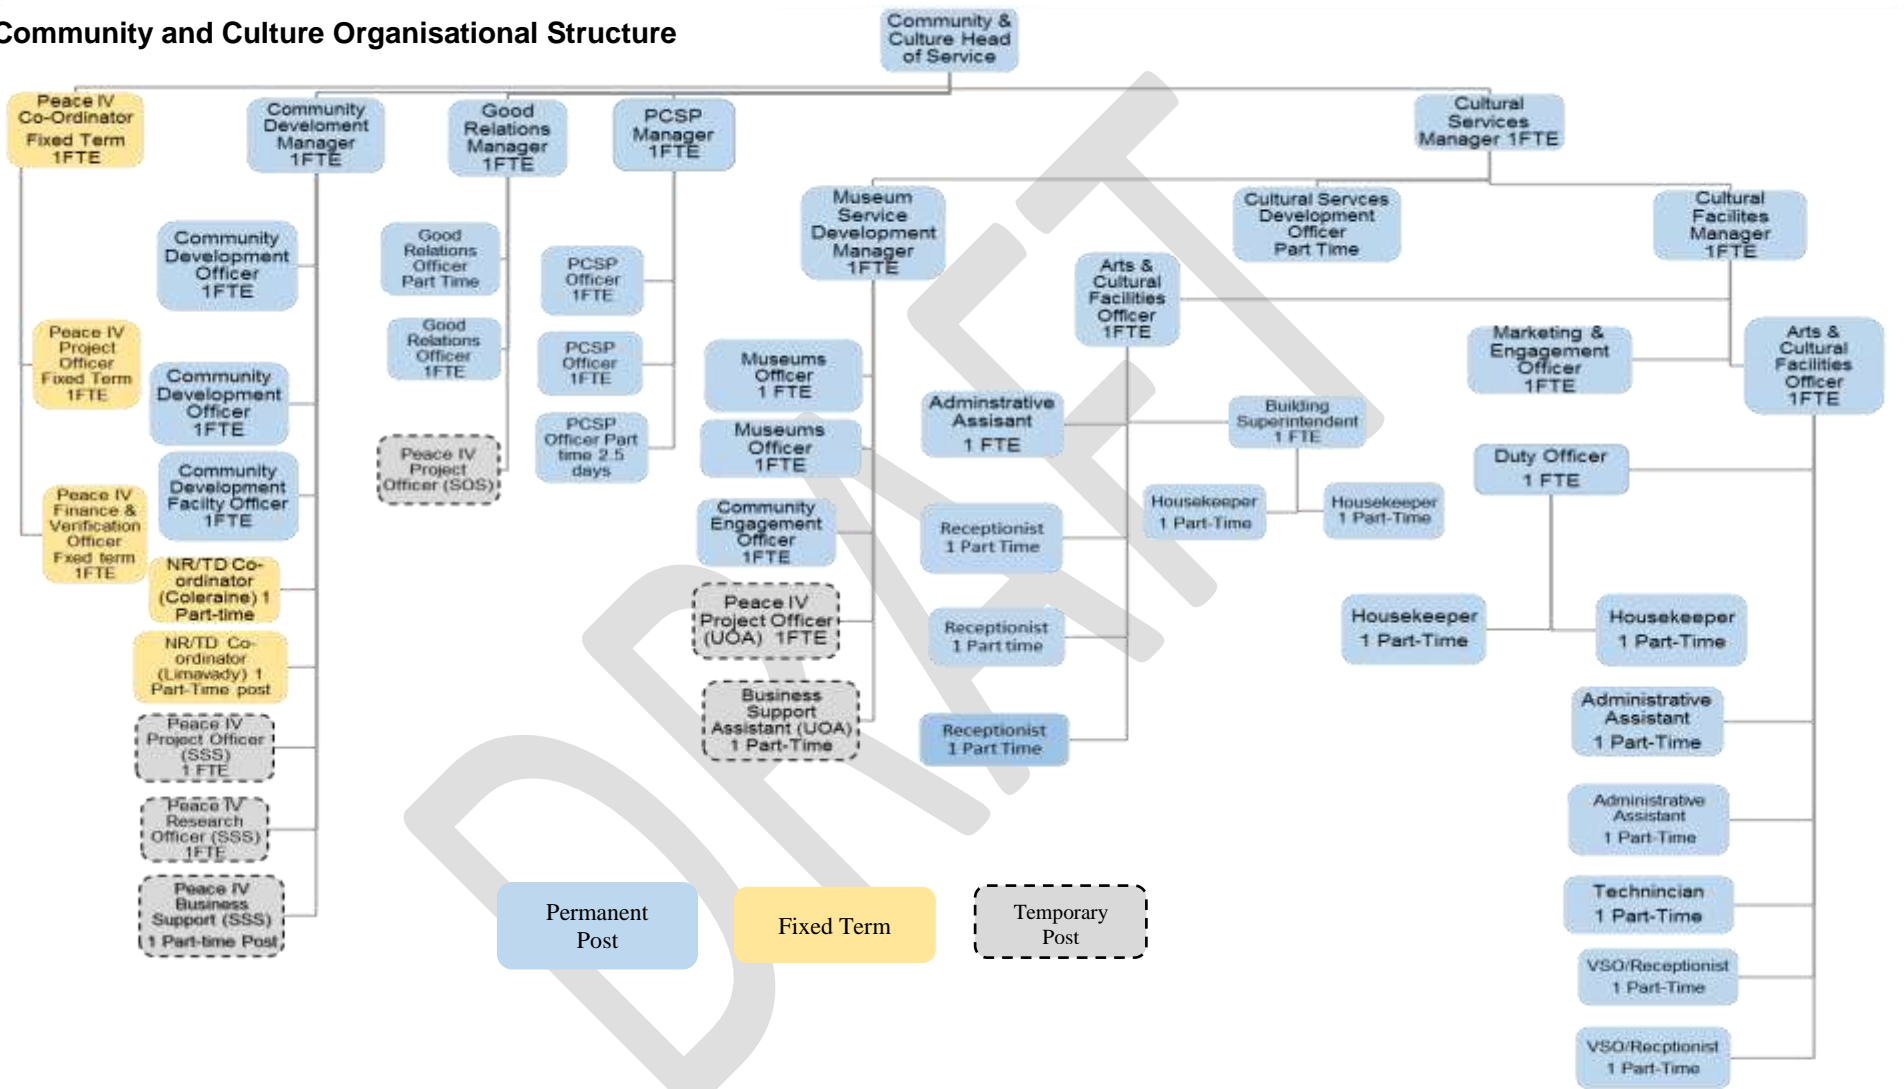 Community and Culture Organisational Structure
Community &
Culture Head
of Service
Peace IV
Co-Ordinator
Fixed Term
1FTE
Community
Develoment
Manager
1FTE
Good
Relations
Manager
1FTE
PCSP
Manager
1FTE
Cultural
Services
Manager 1FTE
Museum
Service
Development
Manager
1FTE
Cultural Servces
Development
Officer
Part Time
Cultural
Facilites
Manager
1FTE
Community
Development
Officer
1FTE
Good
Relations
Officer
Part Time
PCSP
Officer
1FTE
Arts &
Cultural
Facilities
Officer
1FTE
Peace IV
Project
Officer
Fixed Term
1FTE
Good
Relations
Officer
1FTE
PCSP
Officer
1FTE
Museums
Officer
1 FTE
Marketing &
Engagement
Officer
1FTE
Arts &
Cultural
Facilities
Officer
1FTE
Community
Development
Officer
1FTE
Adminstrative
Assisant
1 FTE
Building
Superintendent
1 FTE
PCSP
Officer Part
time 2.5
days
Museums
Officer
1FTE
Peace IV
Project
Officer (SOS)
Community
Development
Facilty Officer
1FTE
Duty Officer
1 FTE
Peace IV
Finance &
Verification
Officer
Fxed term
1FTE
Community
Engagement
Officer
1FTE
Housekeeper
1 Part-Time
Housekeeper
1 Part-Time
Receptionist
1 Part Time
NR/TD Co-
ordinator
(Coleraine) 1
Part-time
Peace IV
Project Officer
(UOA) 1FTE
Receptionist
1 Part time
Housekeeper
1 Part-Time
Housekeeper
1 Part-Time
NR/TD Co-
ordinator
(Limavady) 1
Part-Time post
Business
Support
Assistant (UOA)
1 Part-Time
Receptionist
1 Part Time
Administrative
Assistant
1 Part-Time
Peace IV
Project Officer
(SSS)
1 FTE
Peace IV
Research
Officer (SSS)
1FTE
Administrative
Assistant
1 Part-Time
Peace IV
Business
Support (SSS)
1 Part-time Post
Permanent
Post
Fixed Term
Temporary
Post
Technincian
1 Part-Time
VSO/Receptionist
1 Part-Time
VSO/Recptionist
1 Part-Time
DRAFT